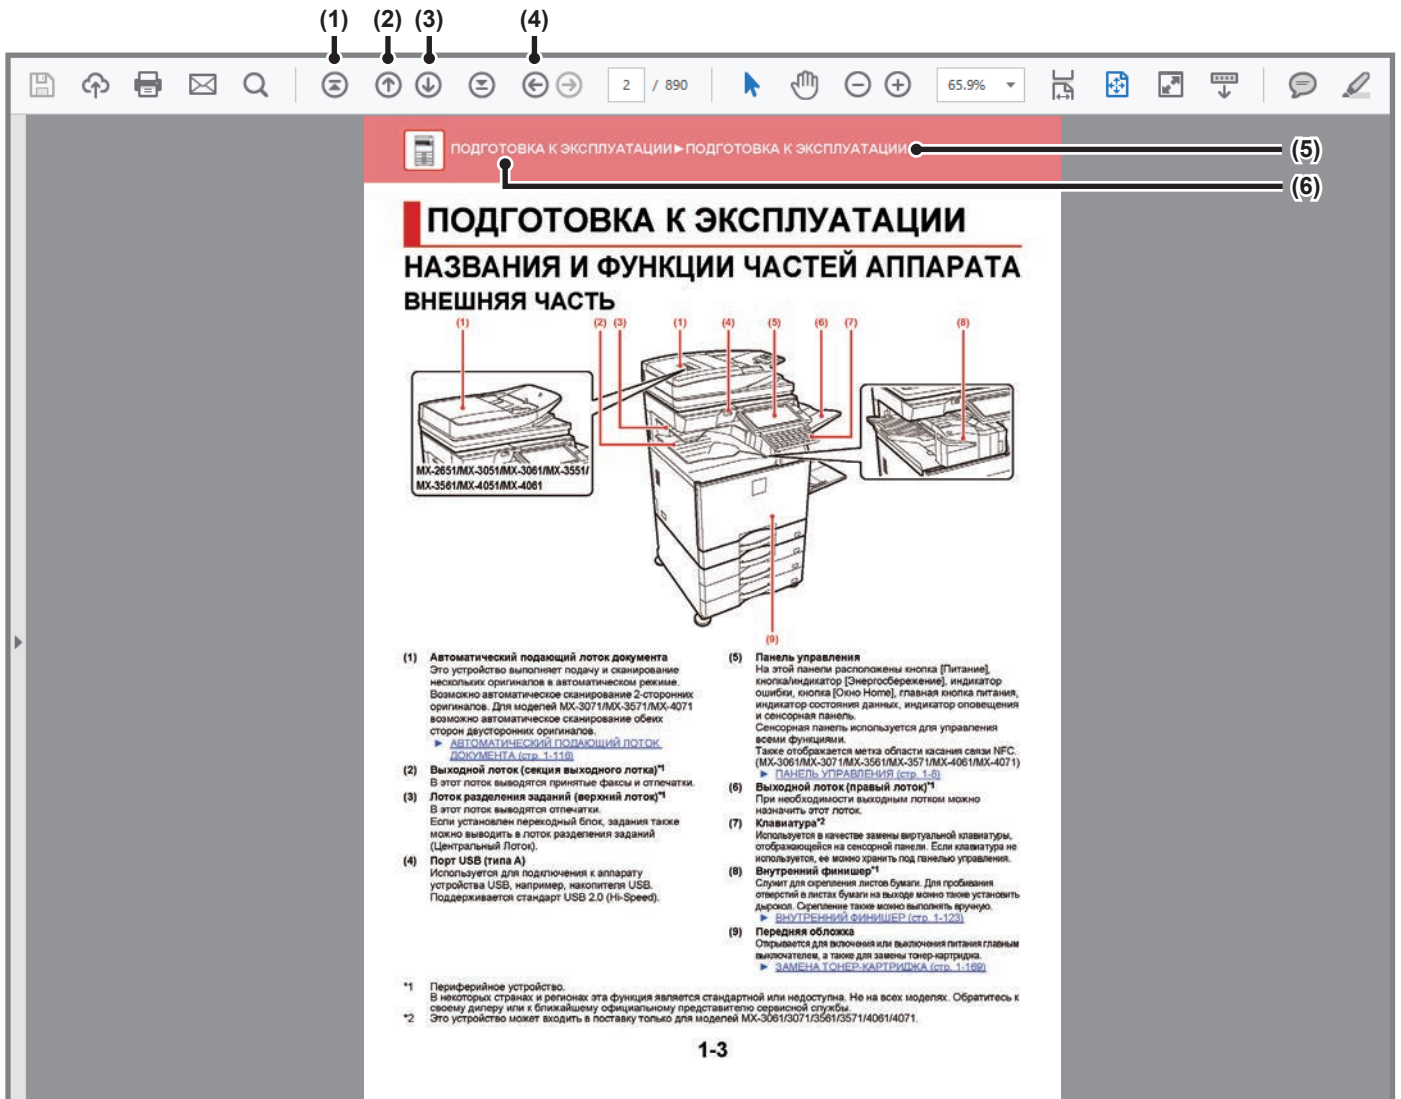 (1) (2) (3) (4)
2 / 890 65.9%
ПОДГОТОВКА К ЭКСПЛУАТАЦИИ►ПОДГОТОВКА К ЭКСПЛУАТАЦИИ
(5)
(6)
ПОДГОТОВКА К ЭКСПЛУАТАЦИИ
НАЗВАНИЯ И ФУНКЦИИ ЧАСТЕЙ АППАРАТА
ВНЕШНЯЯ ЧАСТЬ
(1) (2) (3) (1) (4) (5) (6) (7) (8)
MX-2651/MX-3051/MX-3061/MX-3551/
MX-3561/MX-4051/MX-4061
(9)
(1) Автоматический подающий лоток документа
Это устройство выполняет подачу и сканирование
нескольких оригиналов в автоматическом режиме.
Возможно автоматическое сканирование 2-сторонних
оригиналов. Для моделей MX-3071/MX-3571/MX-4071
возможно автоматическое сканирование обеих
сторон двусторонних оригиналов.
► АВТОМАТИЧЕСКИЙ ПОДАЮЩИЙ ЛОТОК
ДОКУМЕНТА (стр. 1-116)
(2) Выходной лоток (секция выходного лотка)*1
В этот лоток выводятся принятые факсы и отпечатки.
(3) Лоток разделения заданий (верхний лоток)*1
В этот лоток выводятся отпечатки.
Если установлен переходный блок, задания также
можно выводить в лоток разделения заданий
(Центральный Лоток).
(4) Порт USB (типа A)
Используется для подключения к аппарату
устройства USB, например, накопителя USB.
Поддерживается стандарт USB 2.0 (Hi-Speed).
(5) Панель управления
На этой панели расположены кнопка [Питание],
кнопка/индикатор [Энергосбережение], индикатор
ошибки, кнопка [Окно Home], главная кнопка питания,
индикатор состояния данных, индикатор оповещения
и сенсорная панель.
Сенсорная панель используется для управления
всеми функциями.
Также отображается метка области касания связи NFC.
(MX-3061/MX-3071/MX-3561/MX-3571/MX-4061/MX-4071)
► ПАНЕЛЬ УПРАВЛЕНИЯ (стр. 1-8)
(6) Выходной лоток (правый лоток)*1
При необходимости выходным лотком можно
назначить этот лоток.
(7) Клавиатура*2
Используется в качестве замены виртуальной клавиатуры,
отображающейся на сенсорной панели. Если клавиатура не
используется, ее можно хранить под панелью управления.
(8) Внутренний финишер*1
Служит для скрепления листов бумаги. Для пробивания
отверстий в листах бумаги на выходе можно также установить
дырокол. Скрепление также можно выполнять вручную.
► ВНУТРЕННИЙ ФИНИШЕР (стр. 1-123)
(9) Передняя обложка
Открывается для включения или выключения питания главным
выключателем, а также для замены тонер-картриджа.
► ЗАМЕНА ТОНЕР-КАРТРИДЖА (стр. 1-169)
*1 Периферийное устройство.
В некоторых странах и регионах эта функция является стандартной или недоступна. Не на всех моделях. Обратитесь к
своему дилеру или к ближайшему официальному представителю сервисной службы.
*2 Это устройство может входить в поставку только для моделей MX-3061/3071/3561/3571/4061/4071.
1-3